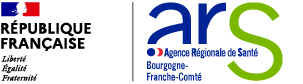 RÉPUBLIQUE
FRANÇAISE
Liberté
Égalité
Fraternité
ars
Agence Régionale de Santé
Bourgogne-
Franche-Comté